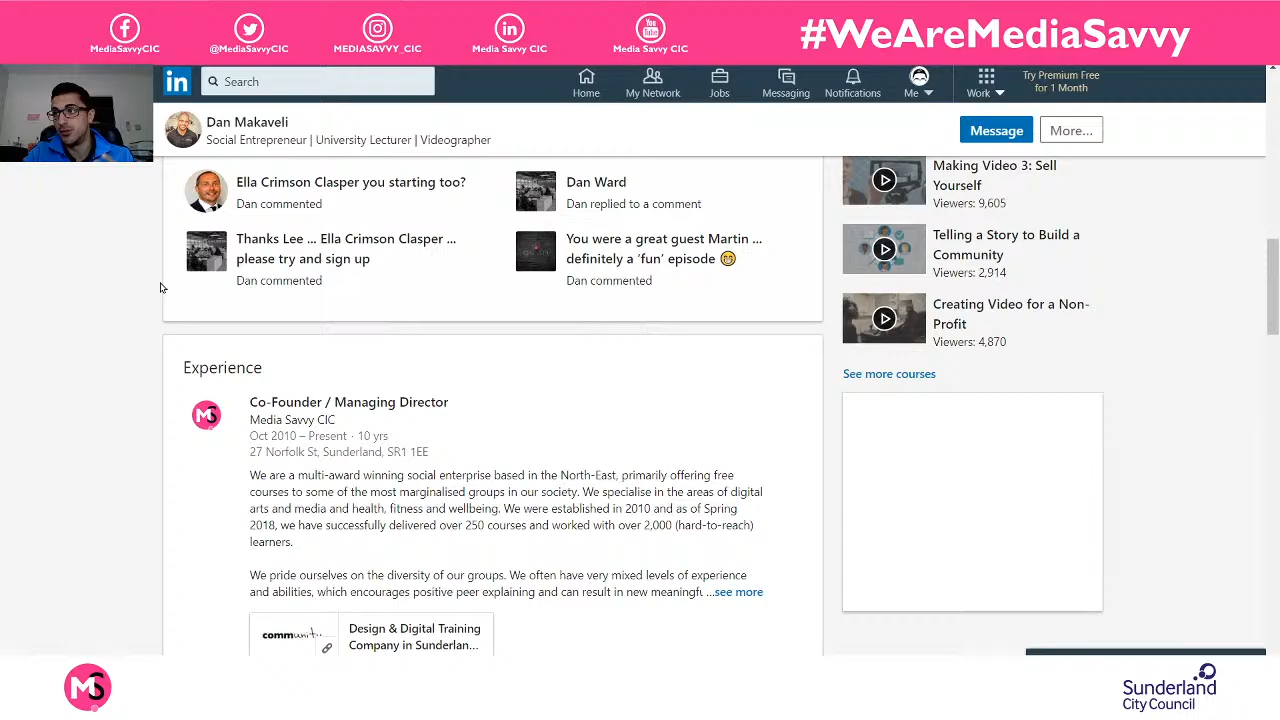 MediaSavvyCIC
@MediaSavvyCIC
MEDIASAVVY_CIC
Media Savvy CIC
You Tube
Media Savvy CIC
#WeAreMediaSavvy
in
Search
Home
My Network
Jobs
Messaging
Notifications
Me
Work
Try Premium Free
for 1 Month
Dan Makaveli
Social Entrepreneur | University Lecturer | Videographer
Message
More...
Ella Crimson Clasper you starting too?
Dan commented
Dan Ward
Dan replied to a comment
Thanks Lee ... Ella Crimson Clasper ...
please try and sign up
Dan commented
You were a great guest Martin ...
definitely a ‘fun’ episode 😁
Dan commented
Making Video 3: Sell
Yourself
Viewers: 9,605
Telling a Story to Build a
Community
Viewers: 2,914
Creating Video for a Non-
Profit
Viewers: 4,870
See more courses
Experience
MS
Co-Founder / Managing Director
Media Savvy CIC
Oct 2010 – Present · 10 yrs
27 Norfolk St, Sunderland, SR1 1EE
We are a multi-award winning social enterprise based in the North-East, primarily offering free
courses to some of the most marginalised groups in our society. We specialise in the areas of digital
arts and media and health, fitness and wellbeing. We were established in 2010 and as of Spring
2018, we have successfully delivered over 250 courses and worked with over 2,000 (hard-to-reach)
learners.
We pride ourselves on the diversity of our groups. We often have very mixed levels of experience
and abilities, which encourages positive peer explaining and can result in new meaningf ...see more
community
Design & Digital Training
Company in Sunderlan...
MS
Sunderland
City Council